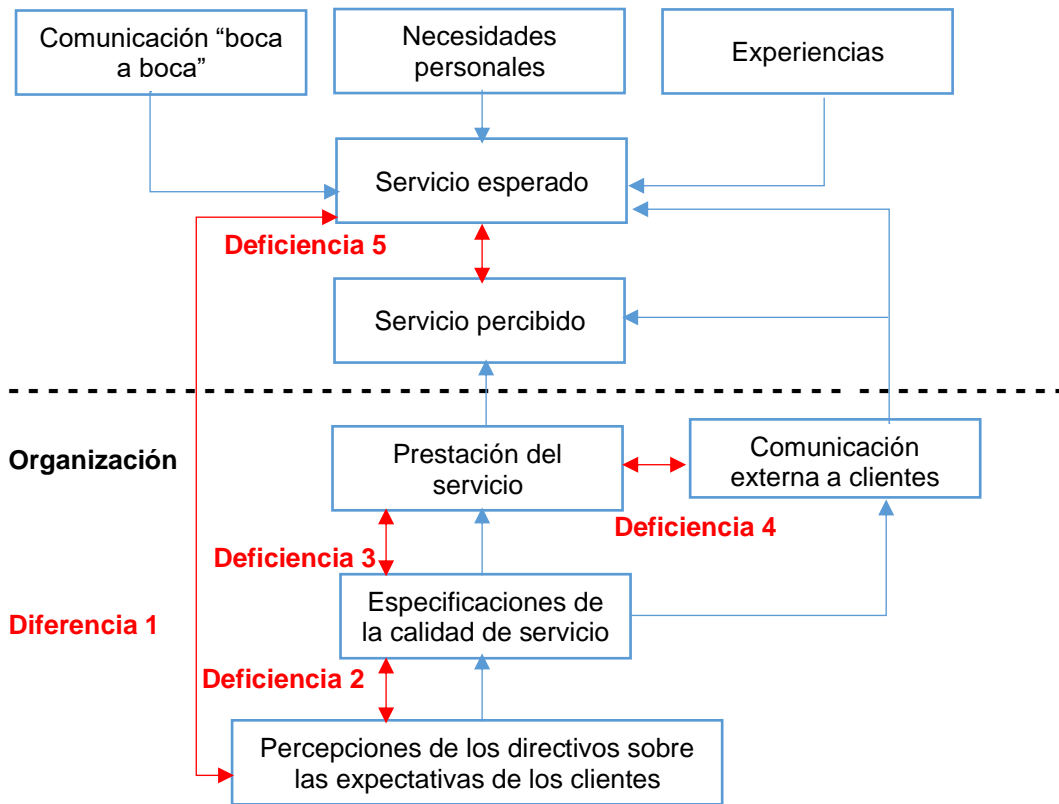 Comunicación “boca
a boca”
Necesidades
personales
Experiencias
Servicio esperado
Deficiencia 5
Servicio percibido
Organización
Prestación del
servicio
Comunicación
externa a clientes
Deficiencia 4
Deficiencia 3
Especificaciones de
la calidad de servicio
Diferencia 1
Deficiencia 2
Percepciones de los directivos sobre
las expectativas de los clientes